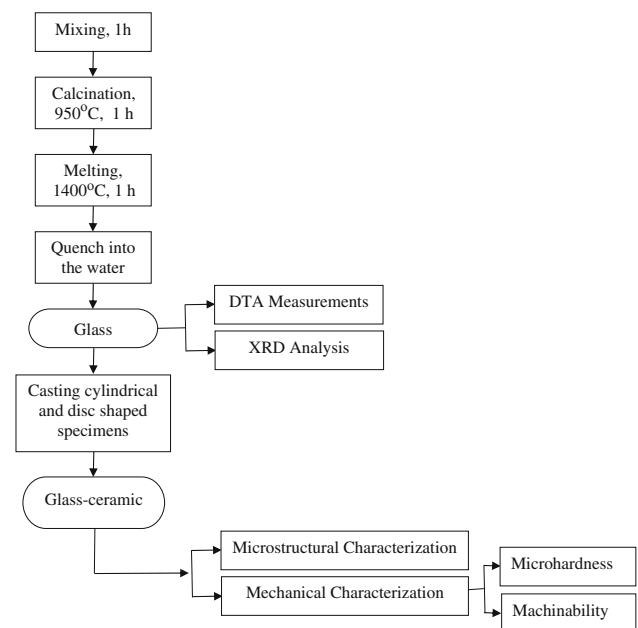 Mixing, 1h
Calcination,
950°C, 1 h
Melting,
1400°C, 1 h
Quench into
the water
Glass
DTA Measurements
XRD Analysis
Casting cylindrical
and disc shaped
specimens
Glass-ceramic
Microstructural Characterization
Mechanical Characterization
Microhardness
Machinability